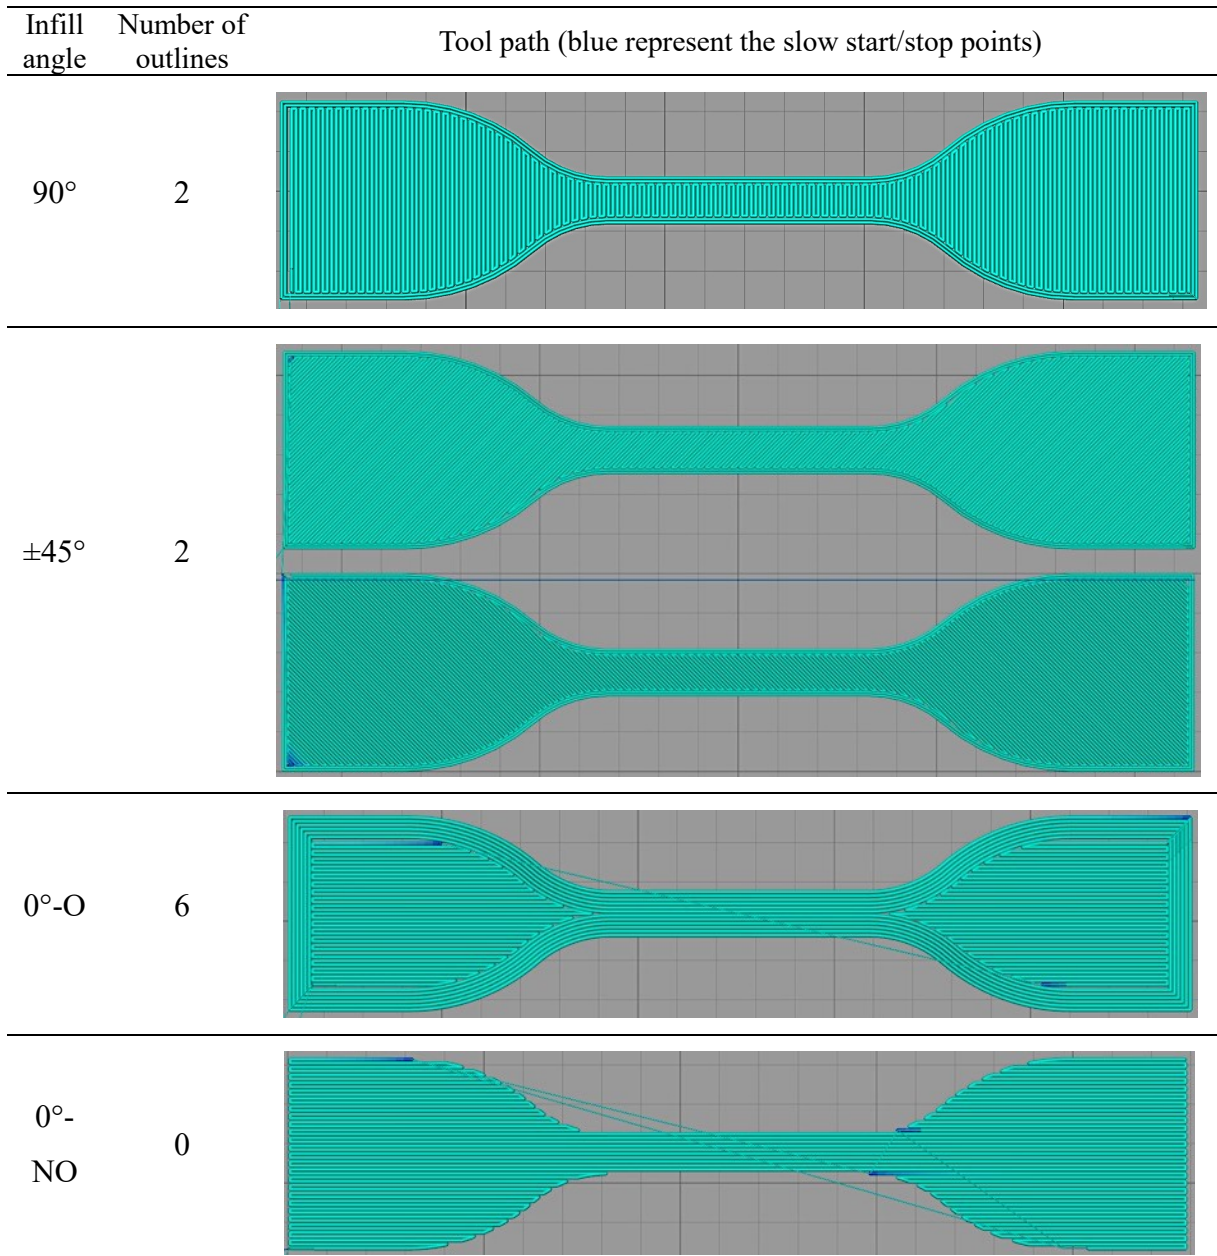 Infill angle
Number of outlines
Tool path (blue represent the slow start/stop points)
90°
2
±45°
2
0°-O
6
0°-
NO
0